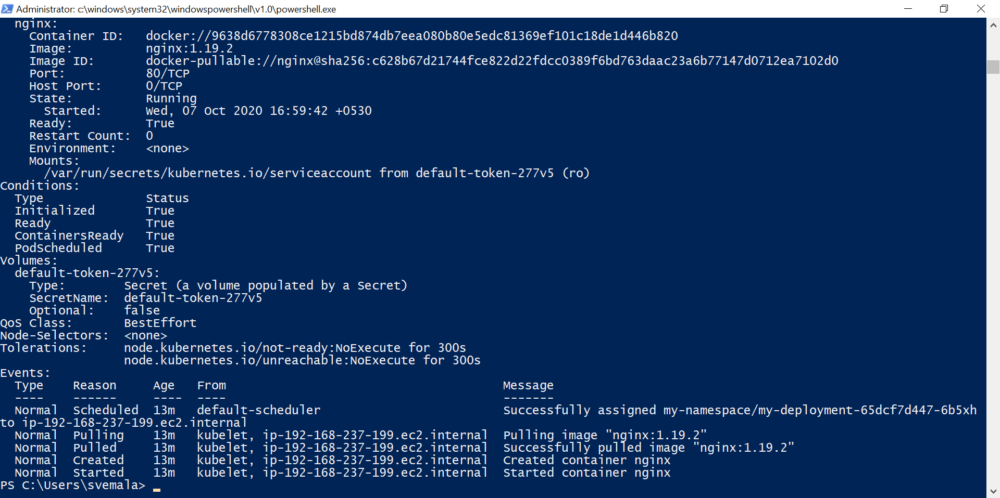 Administrator: c:\windows\system32\windowspowershell\v1.0\powershell.exe
  nginx:
    Container ID:   docker://9638d6778308ce1215bd874db7eea080b80e5edc81369ef101c18de1d446b820
    Image:          nginx:1.19.2
    Image ID:       docker-pullable://nginx@sha256:c628b67d21744fce822d22fdcc0389f6bd763daac23a6b77147d0712ea7102d0
    Port:           80/TCP
    Host Port:      0/TCP
    State:          Running
      Started:      Wed, 07 Oct 2020 16:59:42 +0530
    Ready:          True
    Restart Count:  0
    Environment:    <none>
    Mounts:
      /var/run/secrets/kubernetes.io/serviceaccount from default-token-277v5 (ro)
Conditions:
  Type              Status
  Initialized       True
  Ready             True
  ContainersReady   True
  PodScheduled      True
Volumes:
  default-token-277v5:
    Type:        Secret (a volume populated by a Secret)
    SecretName:  default-token-277v5
    Optional:    false
QoS Class:       BestEffort
Node-Selectors:  <none>
Tolerations:     node.kubernetes.io/not-ready:NoExecute for 300s
                 node.kubernetes.io/unreachable:NoExecute for 300s
Events:
  Type    Reason     Age   From                                      Message
  ----    ------     ----  ----                                      -------
  Normal  Scheduled  13m   default-scheduler                         Successfully assigned my-namespace/my-deployment-65dcf7d447-6b5xh
to ip-192-168-237-199.ec2.internal
  Normal  Pulling    13m   kubelet, ip-192-168-237-199.ec2.internal  Pulling image "nginx:1.19.2"
  Normal  Pulled     13m   kubelet, ip-192-168-237-199.ec2.internal  Successfully pulled image "nginx:1.19.2"
  Normal  Created    13m   kubelet, ip-192-168-237-199.ec2.internal  Created container nginx
  Normal  Started    13m   kubelet, ip-192-168-237-199.ec2.internal  Started container nginx
PS C:\Users\svemala>